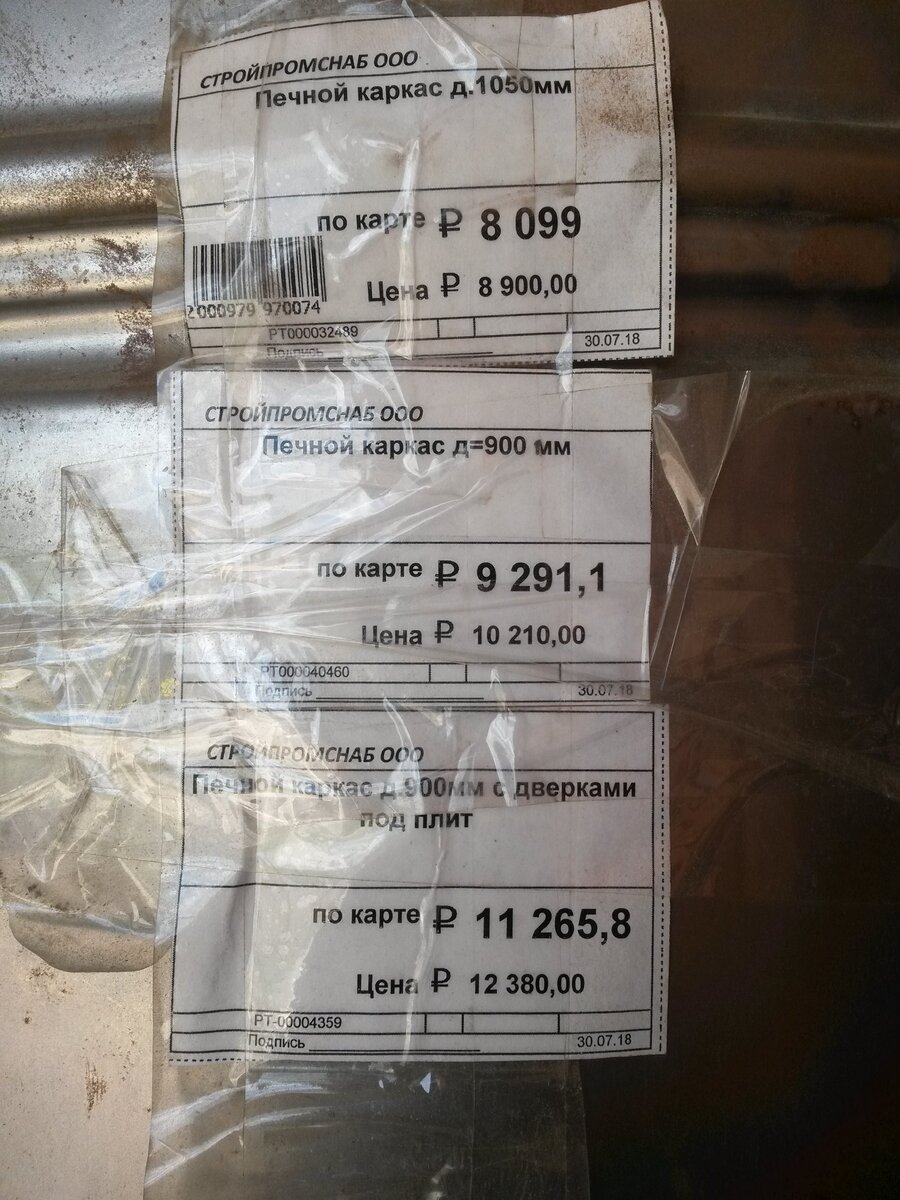 СТРОЙПРОМСНАБ ООО
Печной каркас д.1050мм
по карте ₽ 8 099
Цена ₽ 8 900,00
2000979 970074
РТ000032489
30.07.18
Подпись
СТРОЙПРОМСНАБ ООО
Печной каркас д=900 мм
по карте ₽ 9 291,1
Цена ₽ 10 210,00
РТ000040460
Подпись 30.07.18
СТРОЙПРОМСНАБ ООО
Печной каркас д.900мм с дверками
под плит
по карте ₽ 11 265,8
Цена ₽ 12 380,00
РТ-00004359
Подпись 30.07.18